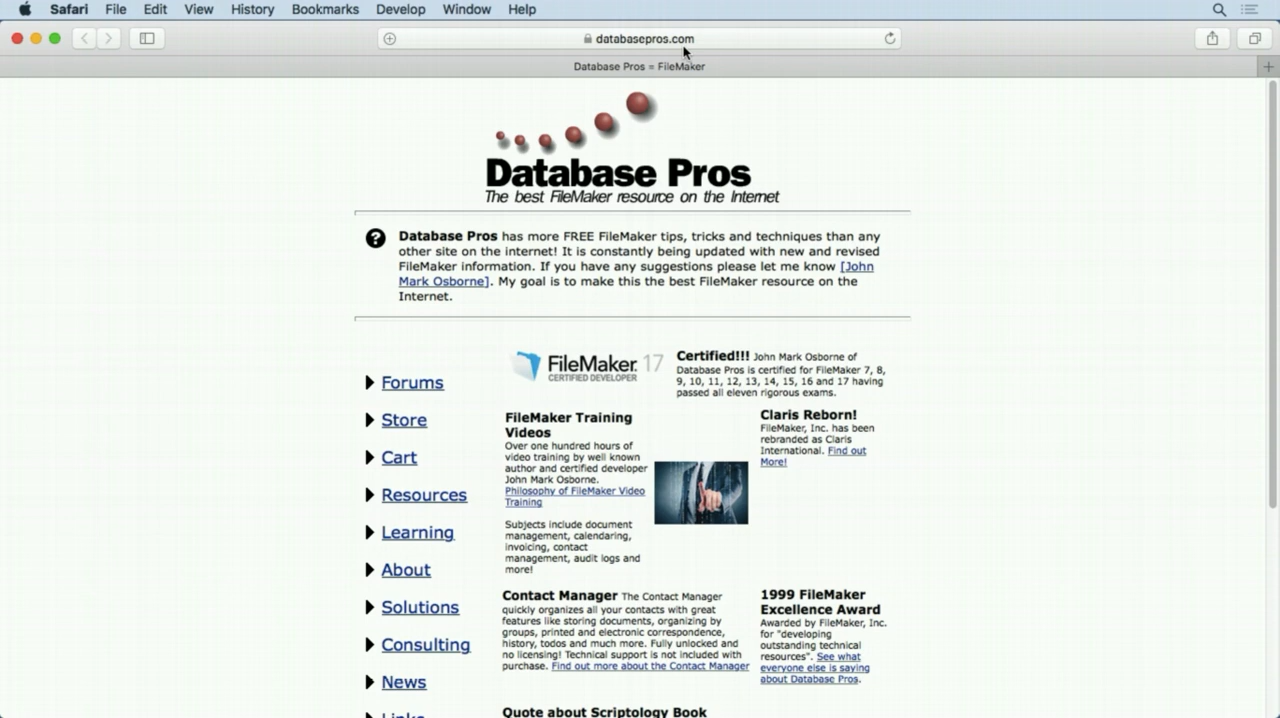 Safari File Edit View History Bookmarks Develop Window Help
databasepros.com
Database Pros = FileMaker
Database Pros
The best FileMaker resource on the Internet
Database Pros has more FREE FileMaker tips, tricks and techniques than any
other site on the internet! It is constantly being updated with new and revised
FileMaker information. If you have any suggestions please let me know [John
Mark Osborne]. My goal is to make this the best FileMaker resource on the
Internet.
Forums
Store
Cart
Resources
Learning
About
Solutions
Consulting
News
FileMaker 17
CERTIFIED DEVELOPER
Certified!!! John Mark Osborne of
Database Pros is certified for FileMaker 7, 8,
9, 10, 11, 12, 13, 14, 15, 16 and 17 having
passed all eleven rigorous exams.
FileMaker Training
Videos
Over one hundred hours of
video training by well known
author and certified developer
John Mark Osborne.
Philosophy of FileMaker Video
Training
Subjects include document
management, calendaring,
invoicing, contact
management, audit logs and
more!
Claris Reborn!
FileMaker, Inc. has been
rebranded as Claris
International. Find out
More!
Contact Manager The Contact Manager
quickly organizes all your contacts with great
features like storing documents, organizing by
groups, printed and electronic correspondence,
history, todos and much more. Fully unlocked and
no licensing! Technical support is not included with
purchase. Find out more about the Contact Manager
1999 FileMaker
Excellence Award
Awarded by FileMaker, Inc.
for "developing
outstanding technical
resources". See what
everyone else is saying
about Database Pros.
Quote about Scriptology Book